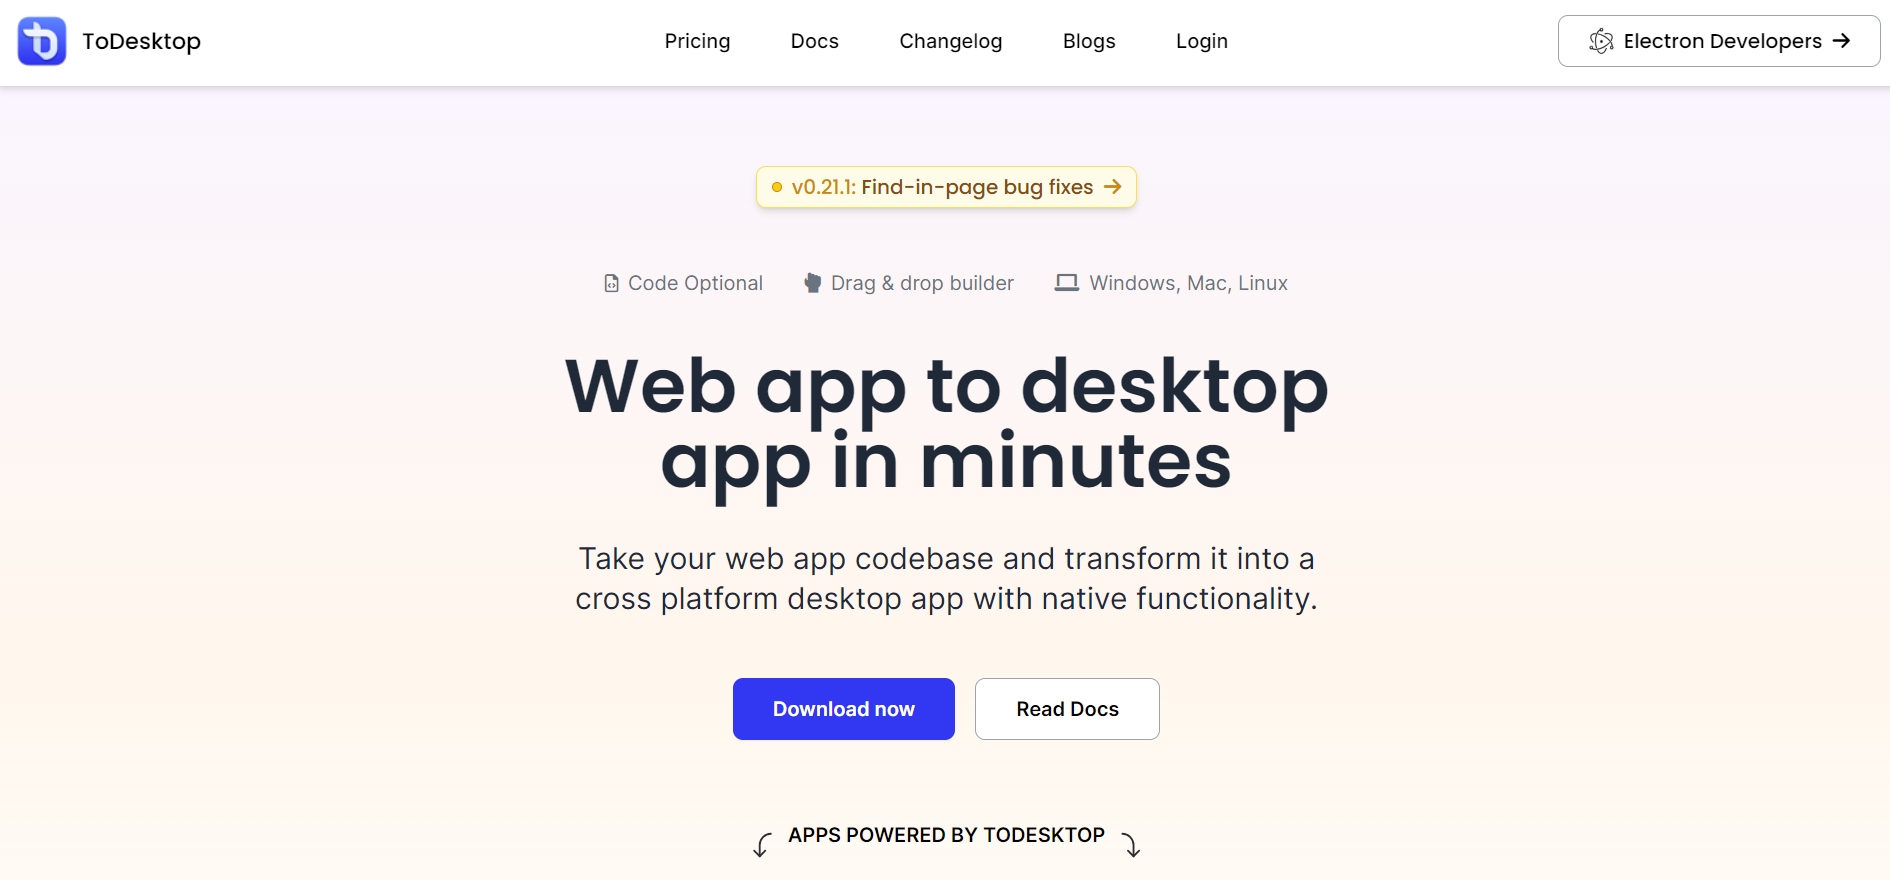 ToDesktop
Pricing
Docs
Changelog
Blogs
Login
Electron Developers →
v0.21.1: Find-in-page bug fixes →
Code Optional
Drag & drop builder
Windows, Mac, Linux
Web app to desktop
app in minutes
Take your web app codebase and transform it into a
cross platform desktop app with native functionality.
Download now
Read Docs
APPS POWERED BY TODESKTOP